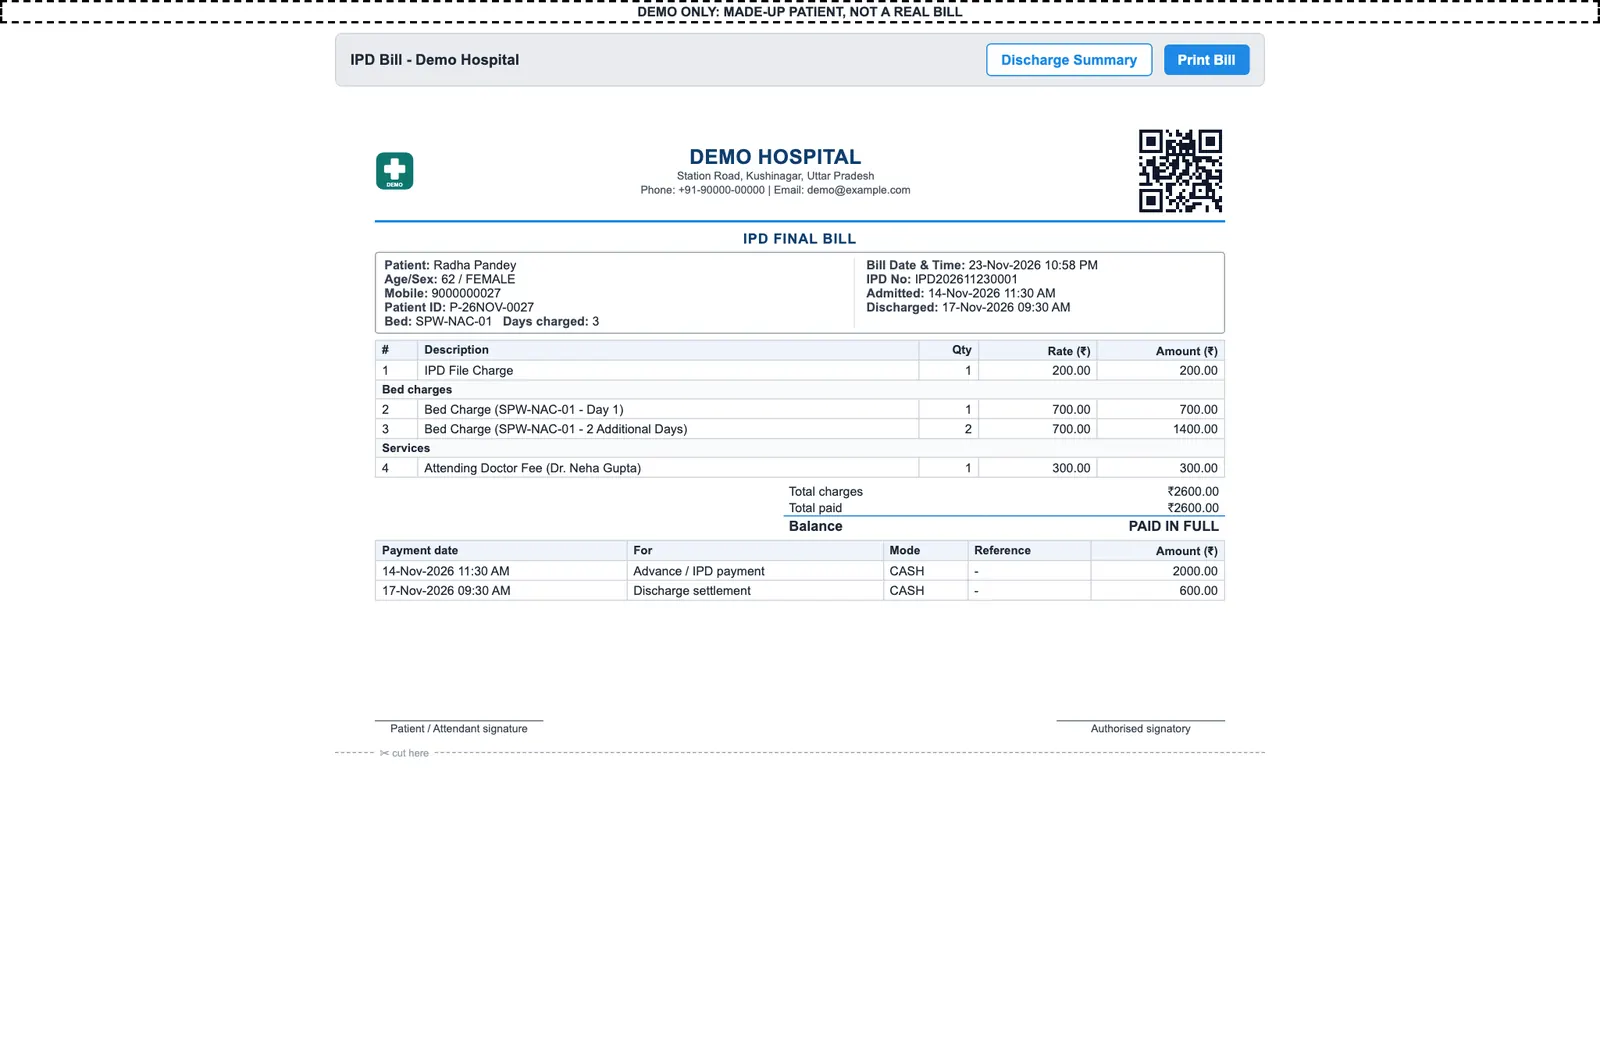 DEMO ONLY: MADE-UP PATIENT, NOT A REAL BILL
IPD Bill - Demo Hospital
Discharge Summary
Print Bill
DEMO
DEMO HOSPITAL
Station Road, Kushinagar, Uttar Pradesh
Phone: +91-90000-00000 | Email: demo@example.com
IPD FINAL BILL
Patient: Radha Pandey
Age/Sex: 62 / FEMALE
Mobile: 9000000027
Patient ID: P-26NOV-0027
Bed: SPW-NAC-01 Days charged: 3
Bill Date & Time: 23-Nov-2026 10:58 PM
IPD No: IPD202611230001
Admitted: 14-Nov-2026 11:30 AM
Discharged: 17-Nov-2026 09:30 AM
# Description Qty Rate (₹) Amount (₹)
1 IPD File Charge 1 200.00 200.00
Bed charges
2 Bed Charge (SPW-NAC-01 - Day 1) 1 700.00 700.00
3 Bed Charge (SPW-NAC-01 - 2 Additional Days) 2 700.00 1400.00
Services
4 Attending Doctor Fee (Dr. Neha Gupta) 1 300.00 300.00
Total charges ₹2600.00
Total paid ₹2600.00
Balance PAID IN FULL
Payment date For Mode Reference Amount (₹)
14-Nov-2026 11:30 AM Advance / IPD payment CASH - 2000.00
17-Nov-2026 09:30 AM Discharge settlement CASH - 600.00
Patient / Attendant signature Authorised signatory
✂ cut here